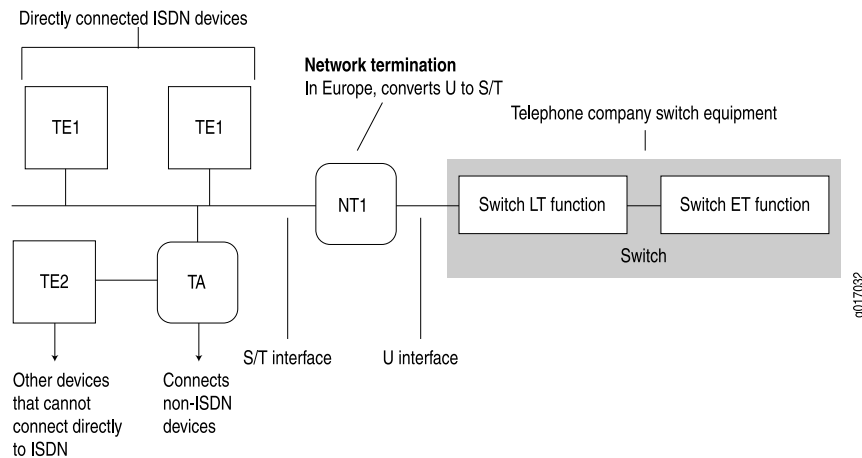 Directly connected ISDN devices
Network termination
In Europe, converts U to S/T
Telephone company switch equipment
TE1
TE1
NT1
Switch LT function
Switch ET function
Switch
TE2
TA
S/T interface
U interface
Other devices
that cannot
connect directly
to ISDN
Connects
non-ISDN
devices
g017032